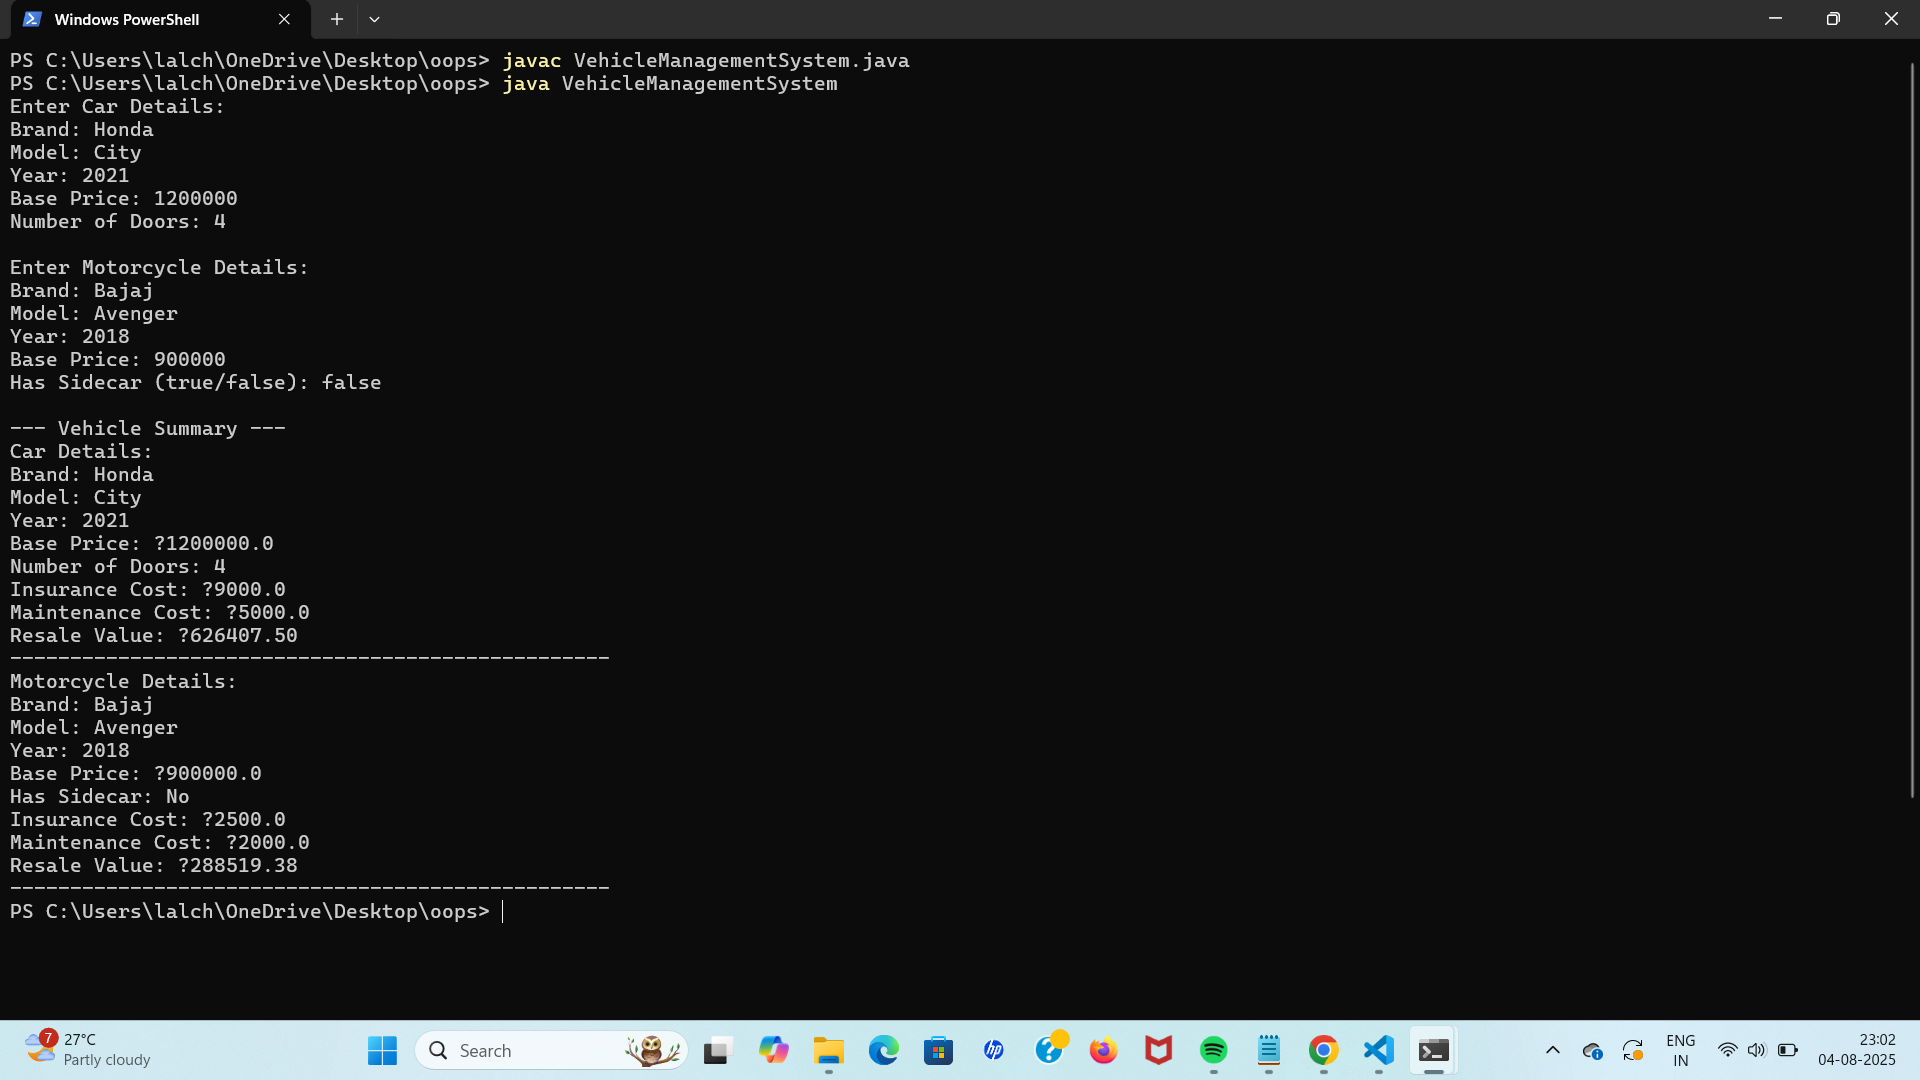 Windows PowerShell
PS C:\Users\lalch\OneDrive\Desktop\oops> javac VehicleManagementSystem.java
PS C:\Users\lalch\OneDrive\Desktop\oops> java VehicleManagementSystem
Enter Car Details:
Brand: Honda
Model: City
Year: 2021
Base Price: 1200000
Number of Doors: 4
Enter Motorcycle Details:
Brand: Bajaj
Model: Avenger
Year: 2018
Base Price: 900000
Has Sidecar (true/false): false
--- Vehicle Summary ---
Car Details:
Brand: Honda
Model: City
Year: 2021
Base Price: ?1200000.0
Number of Doors: 4
Insurance Cost: ?9000.0
Maintenance Cost: ?5000.0
Resale Value: ?626407.50
--------------------------------------------------
Motorcycle Details:
Brand: Bajaj
Model: Avenger
Year: 2018
Base Price: ?900000.0
Has Sidecar: No
Insurance Cost: ?2500.0
Maintenance Cost: ?2000.0
Resale Value: ?288519.38
--------------------------------------------------
PS C:\Users\lalch\OneDrive\Desktop\oops>
7
27°C
Partly cloudy
Search
hp
ENG
IN
23:02
04-08-2025